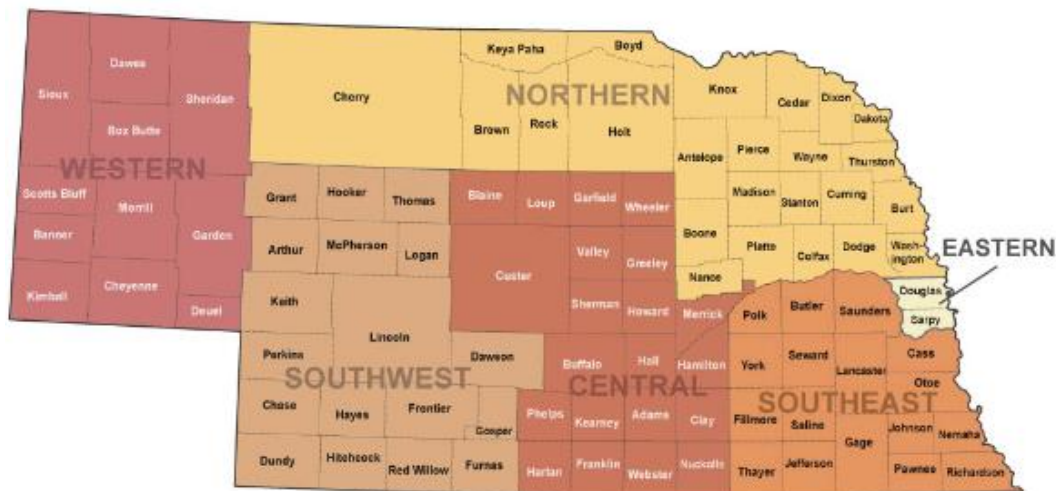 Keya Paha
Boyd
Dawes
Sioux
Sheridan
Cherry
NORTHERN
Knox
Cedar
Dixon
Dakota
Box Butte
Brown
Rock
Holt
Antelope
Pierce
Wayne
Thurston
WESTERN
Scotts Bluff
Morrill
Grant
Hooker
Thomas
Blaine
Loup
Garfield
Wheeler
Madison
Stanton
Cuming
Burt
Banner
Garden
Arthur
McPherson
Logan
Custer
Valley
Greeley
Boone
Platte
Colfax
Dodge
Wash-
ington
EASTERN
Nance
Kimball
Cheyenne
Deuel
Keith
Lincoln
Sherman
Howard
Merrick
Polk
Butler
Saunders
Douglas
Sarpy
Perkins
Dawson
Buffalo
Hall
Hamilton
York
Seward
Lancaster
Cass
Otoe
SOUTHWEST
CENTRAL
SOUTHEAST
Chase
Hayes
Frontier
Gosper
Phelps
Kearney
Adams
Clay
Fillmore
Saline
Gage
Johnson
Nemaha
Dundy
Hitchcock
Red Willow
Furnas
Harlan
Franklin
Webster
Nuckolls
Thayer
Jefferson
Pawnee
Richardson